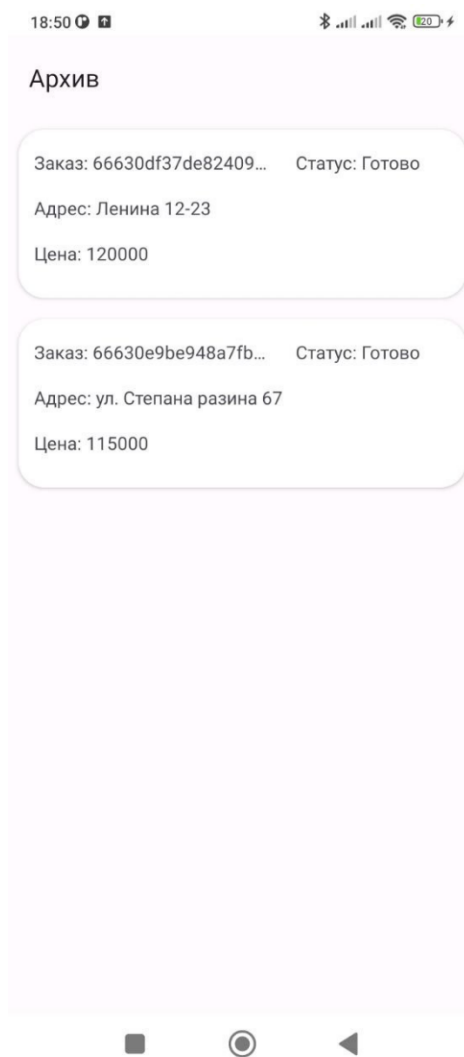 18:50
20
Архив
Заказ: 66630df37de82409... Статус: Готово
Адрес: Ленина 12-23
Цена: 120000
Заказ: 66630e9be948a7fb... Статус: Готово
Адрес: ул. Степана разина 67
Цена: 115000